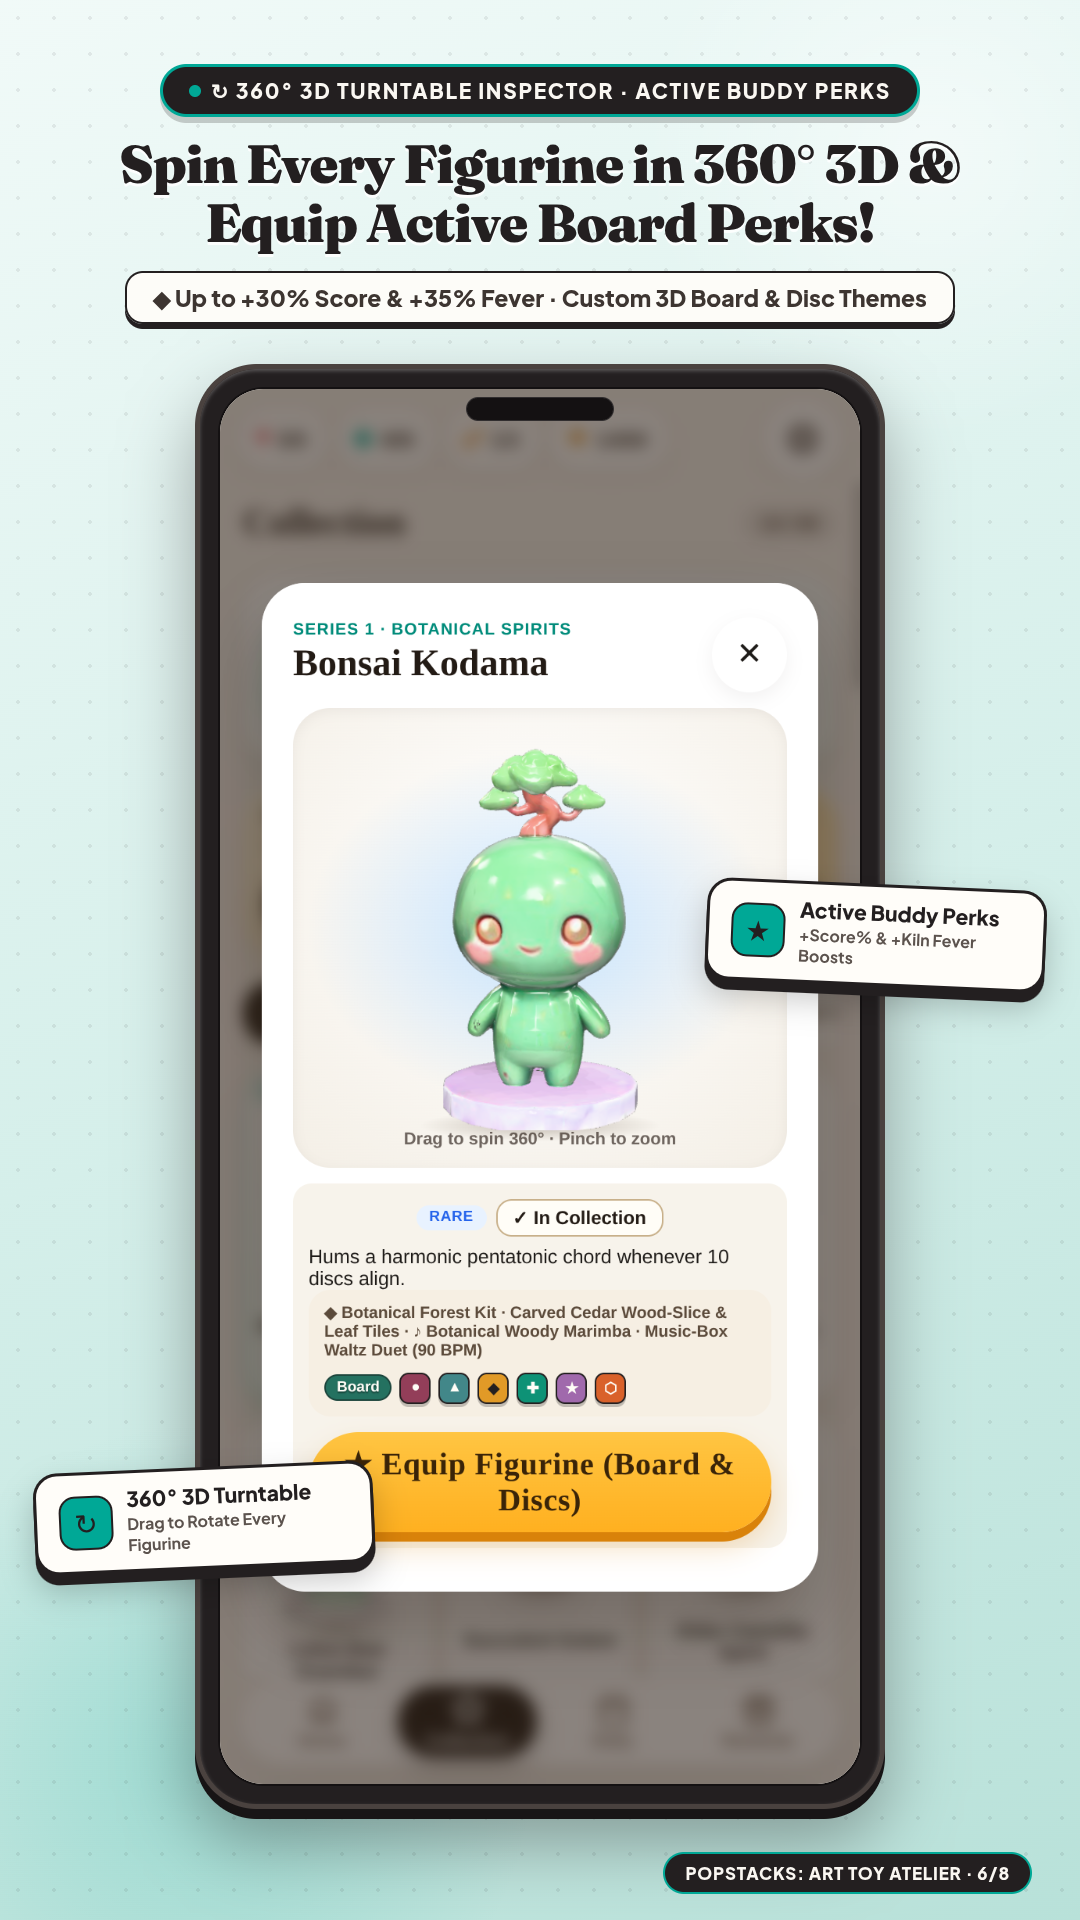 ↻ 360° 3D TURNTABLE INSPECTOR · ACTIVE BUDDY PERKS
Spin Every Figurine in 360° 3D &
Equip Active Board Perks!
◆ Up to +30% Score & +35% Fever · Custom 3D Board & Disc Themes
Collection
SERIES 1 · BOTANICAL SPIRITS
Bonsai Kodama
✕
Active Buddy Perks
+Score% & +Kiln Fever
Boosts
Drag to spin 360° · Pinch to zoom
RARE
✓ In Collection
Hums a harmonic pentatonic chord whenever 10
discs align.
◆ Botanical Forest Kit · Carved Cedar Wood-Slice &
Leaf Tiles · ♪ Botanical Woody Marimba · Music-Box
Waltz Duet (90 BPM)
Board
★ Equip Figurine (Board &
Discs)
360° 3D Turntable
Drag to Rotate Every
Figurine
POPSTACKS: ART TOY ATELIER · 6/8